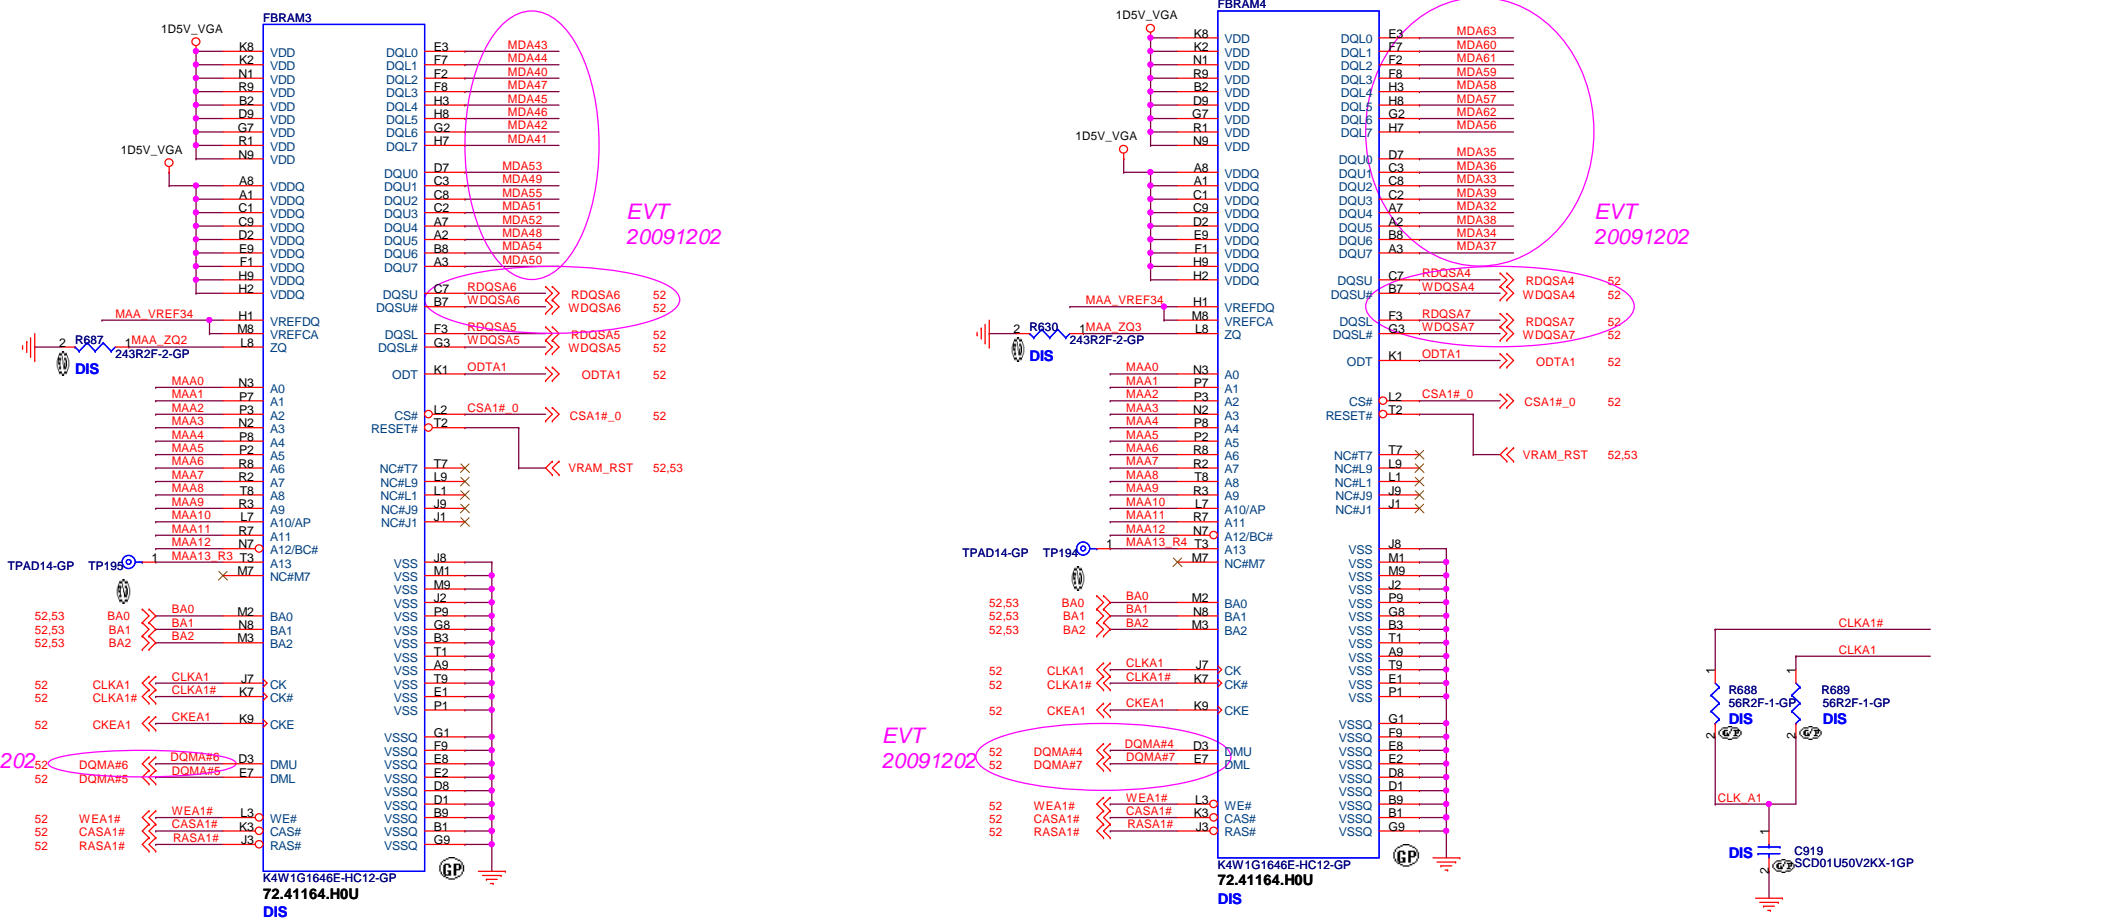 FBRAM3
1D5V_VGA
K8 VDD
K2 VDD
N1 VDD
R9 VDD
B2 VDD
D9 VDD
G7 VDD
R1 VDD
N9 VDD
1D5V_VGA
A8 VDDQ
A1 VDDQ
C1 VDDQ
C9 VDDQ
D2 VDDQ
E9 VDDQ
F1 VDDQ
H9 VDDQ
H2 VDDQ
MAA_VREF34 H1 VREFDQ
M8 VREFCA
2 R687 1 MAA_ZQ2 L8 ZQ
243R2F-2-GP
DIS
MAA0 N3 A0
MAA1 P7 A1
MAA2 P3 A2
MAA3 N2 A3
MAA4 P8 A4
MAA5 P2 A5
MAA6 R8 A6
MAA7 R2 A7
MAA8 T8 A8
MAA9 R3 A9
MAA10 L7 A10/AP
MAA11 R7 A11
MAA12 N7 A12/BC#
TPAD14-GP TP195 1 MAA13_R3 T3 A13
M7 NC#M7
52,53 BA0 BA0 M2 BA0
52,53 BA1 BA1 N8 BA1
52,53 BA2 BA2 M3 BA2
52 CLKA1 CLKA1 J7 CK
52 CLKA1# CLKA1# K7 CK#
52 CKEA1 CKEA1 K9 CKE
202
52 DQMA#6 DQMA#6 D3 DMU
52 DQMA#5 DQMA#5 E7 DML
52 WEA1# WEA1# L3 WE#
52 CASA1# CASA1# K3 CAS#
52 RASA1# RASA1# J3 RAS#
DQL0 E3 MDA43
DQL1 F7 MDA44
DQL2 F2 MDA40
DQL3 F8 MDA47
DQL4 H3 MDA45
DQL5 H8 MDA46
DQL6 G2 MDA42
DQL7 H7 MDA41
DQU0 D7 MDA53
DQU1 C3 MDA49
DQU2 C8 MDA55
DQU3 C2 MDA51
DQU4 A7 MDA52
DQU5 A2 MDA48
DQU6 B8 MDA54
DQU7 A3 MDA50
EVT
20091202
DQSU C7 RDQSA6 RDQSA6 52
DQSU# B7 WDQSA6 WDQSA6 52
DQSL F3 RDQSA5 RDQSA5 52
DQSL# G3 WDQSA5 WDQSA5 52
ODT K1 ODTA1 ODTA1 52
CS# L2 CSA1#_0 CSA1#_0 52
RESET# T2
VRAM_RST 52,53
NC#T7 T7
NC#L9 L9
NC#L1 L1
NC#J9 J9
NC#J1 J1
VSS J8
VSS M1
VSS M9
VSS J2
VSS P9
VSS G8
VSS B3
VSS T1
VSS A9
VSS T9
VSS E1
VSS P1
VSSQ G1
VSSQ F9
VSSQ E8
VSSQ E2
VSSQ D8
VSSQ D1
VSSQ B9
VSSQ B1
VSSQ G9
GP
K4W1G1646E-HC12-GP
72.41164.H0U
DIS
FBRAM4
1D5V_VGA
K8 VDD
K2 VDD
N1 VDD
R9 VDD
B2 VDD
D9 VDD
G7 VDD
R1 VDD
N9 VDD
1D5V_VGA
A8 VDDQ
A1 VDDQ
C1 VDDQ
C9 VDDQ
D2 VDDQ
E9 VDDQ
F1 VDDQ
H9 VDDQ
H2 VDDQ
MAA_VREF34 H1 VREFDQ
M8 VREFCA
2 R630 1 MAA_ZQ3 L8 ZQ
243R2F-2-GP
DIS
MAA0 N3 A0
MAA1 P7 A1
MAA2 P3 A2
MAA3 N2 A3
MAA4 P8 A4
MAA5 P2 A5
MAA6 R8 A6
MAA7 R2 A7
MAA8 T8 A8
MAA9 R3 A9
MAA10 L7 A10/AP
MAA11 R7 A11
MAA12 N7 A12/BC#
TPAD14-GP TP194 1 MAA13_R4 T3 A13
M7 NC#M7
52,53 BA0 BA0 M2 BA0
52,53 BA1 BA1 N8 BA1
52,53 BA2 BA2 M3 BA2
52 CLKA1 CLKA1 J7 CK
52 CLKA1# CLKA1# K7 CK#
52 CKEA1 CKEA1 K9 CKE
EVT
20091202
52 DQMA#4 DQMA#4 D3 DMU
52 DQMA#7 DQMA#7 E7 DML
52 WEA1# WEA1# L3 WE#
52 CASA1# CASA1# K3 CAS#
52 RASA1# RASA1# J3 RAS#
DQL0 E3 MDA63
DQL1 F7 MDA60
DQL2 F2 MDA61
DQL3 F8 MDA59
DQL4 H3 MDA58
DQL5 H8 MDA57
DQL6 G2 MDA62
DQL7 H7 MDA56
DQU0 D7 MDA35
DQU1 C3 MDA36
DQU2 C8 MDA33
DQU3 C2 MDA39
DQU4 A7 MDA32
DQU5 A2 MDA38
DQU6 B8 MDA34
DQU7 A3 MDA37
EVT
20091202
DQSU C7 RDQSA4 RDQSA4 52
DQSU# B7 WDQSA4 WDQSA4 52
DQSL F3 RDQSA7 RDQSA7 52
DQSL# G3 WDQSA7 WDQSA7 52
ODT K1 ODTA1 ODTA1 52
CS# L2 CSA1#_0 CSA1#_0 52
RESET# T2
VRAM_RST 52,53
NC#T7 T7
NC#L9 L9
NC#L1 L1
NC#J9 J9
NC#J1 J1
VSS J8
VSS M1
VSS M9
VSS J2
VSS P9
VSS G8
VSS B3
VSS T1
VSS A9
VSS T9
VSS E1
VSS P1
VSSQ G1
VSSQ F9
VSSQ E8
VSSQ E2
VSSQ D8
VSSQ D1
VSSQ B9
VSSQ B1
VSSQ G9
GP
K4W1G1646E-HC12-GP
72.41164.H0U
DIS
CLKA1#
CLKA1
1 1
R688 R689
56R2F-1-GP 56R2F-1-GP
DIS DIS
2 2
CLK_A1
1
DIS C919
SCD01U50V2KX-1GP
2